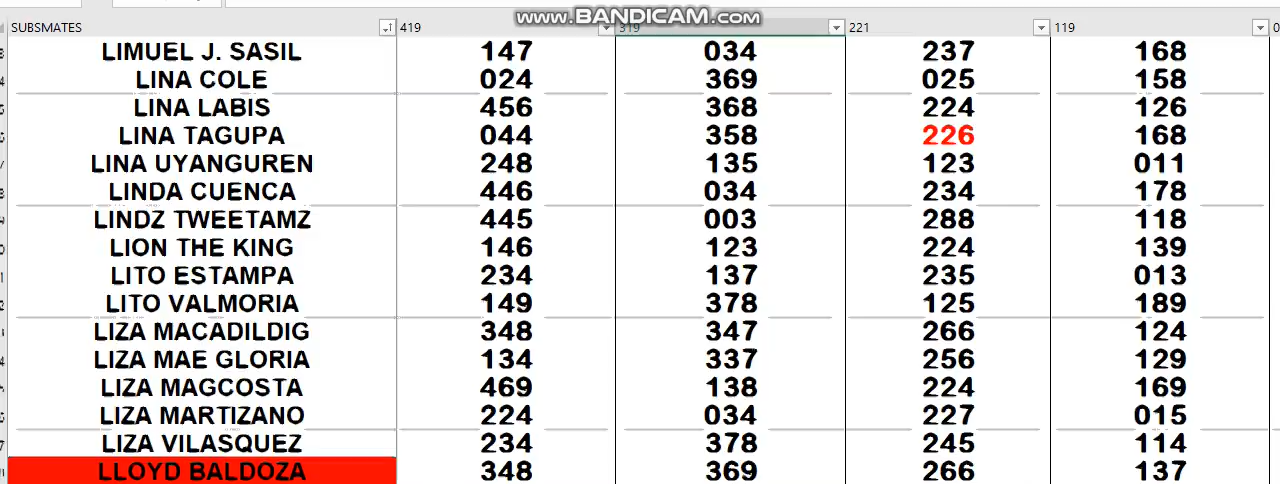 www.BANDICAM.com
SUBSMATES 419 319 221 119
LIMUEL J. SASIL 147 034 237 168
LINA COLE 024 369 025 158
LINA LABIS 456 368 224 126
LINA TAGUPA 044 358 226 168
LINA UYANGUREN 248 135 123 011
LINDA CUENCA 446 034 234 178
LINDZ TWEETAMZ 445 003 288 118
LION THE KING 146 123 224 139
LITO ESTAMPA 234 137 235 013
LITO VALMORIA 149 378 125 189
LIZA MACADILDIG 348 347 266 124
LIZA MAE GLORIA 134 337 256 129
LIZA MAGCOSTA 469 138 224 169
LIZA MARTIZANO 224 034 227 015
LIZA VILASQUEZ 234 378 245 114
LLOYD BALDOZA 348 369 266 137